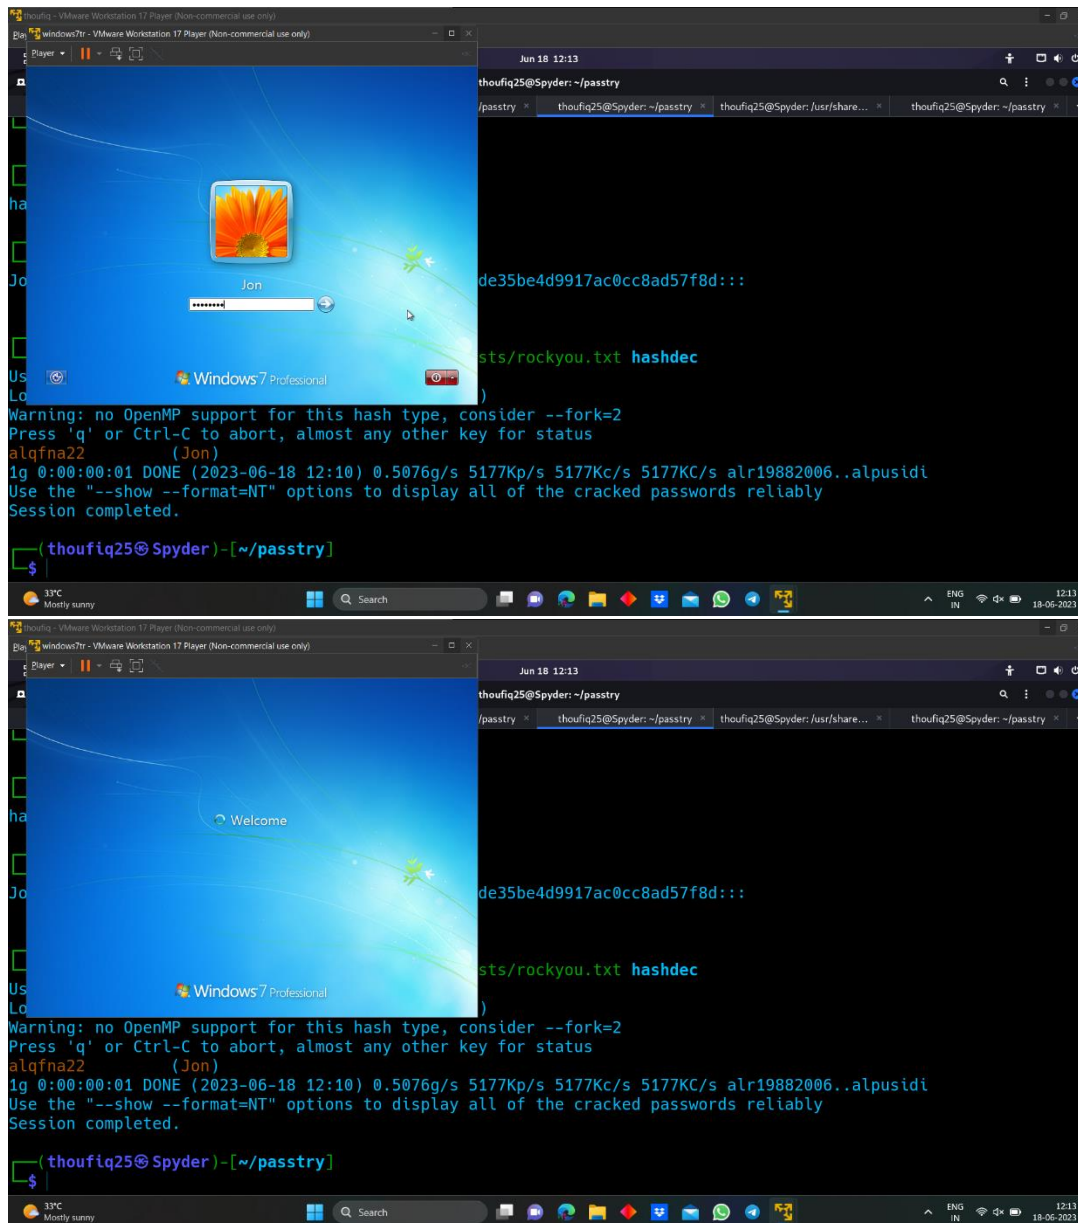 thoufiq - VMware Workstation 17 Player (Non-commercial use only)
Play windows7tr - VMware Workstation 17 Player (Non-commercial use only)
Player
Jun 18 12:13
thoufiq25@Spyder: ~/passtry
/passtry × thoufiq25@Spyder: ~/passtry × thoufiq25@Spyder: /usr/share... × thoufiq25@Spyder: ~/passtry ×
ha
Jon
Jo de35be4d9917ac0cc8ad57f8d:::
sts/rockyou.txt hashdec
Us Windows 7 Professional
Lo )
Warning: no OpenMP support for this hash type, consider --fork=2
Press 'q' or Ctrl-C to abort, almost any other key for status
alqfna22 (Jon)
1g 0:00:00:01 DONE (2023-06-18 12:10) 0.5076g/s 5177Kp/s 5177Kc/s 5177KC/s alr19882006..alpusidi
Use the "--show --format=NT" options to display all of the cracked passwords reliably
Session completed.
(thoufiq25㉿Spyder)-[~/passtry]
$
33°C
Mostly sunny
Search
ENG
IN
12:13
18-06-2023
thoufiq - VMware Workstation 17 Player (Non-commercial use only)
Play windows7tr - VMware Workstation 17 Player (Non-commercial use only)
Player
Jun 18 12:13
thoufiq25@Spyder: ~/passtry
/passtry × thoufiq25@Spyder: ~/passtry × thoufiq25@Spyder: /usr/share... × thoufiq25@Spyder: ~/passtry ×
ha
Welcome
Jo de35be4d9917ac0cc8ad57f8d:::
sts/rockyou.txt hashdec
Us Windows 7 Professional
Lo )
Warning: no OpenMP support for this hash type, consider --fork=2
Press 'q' or Ctrl-C to abort, almost any other key for status
alqfna22 (Jon)
1g 0:00:00:01 DONE (2023-06-18 12:10) 0.5076g/s 5177Kp/s 5177Kc/s 5177KC/s alr19882006..alpusidi
Use the "--show --format=NT" options to display all of the cracked passwords reliably
Session completed.
(thoufiq25㉿Spyder)-[~/passtry]
$
33°C
Mostly sunny
Search
ENG
IN
12:13
18-06-2023